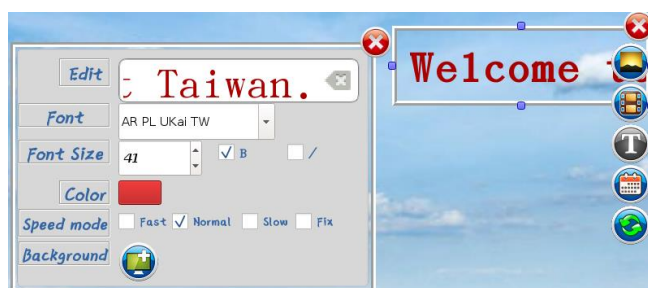 Edit
Taiwan.
Font
AR PL UKai TW
Font Size
41
B
/
Color
Speed mode
Fast
Normal
Slow
Fix
Background
Welcome
T